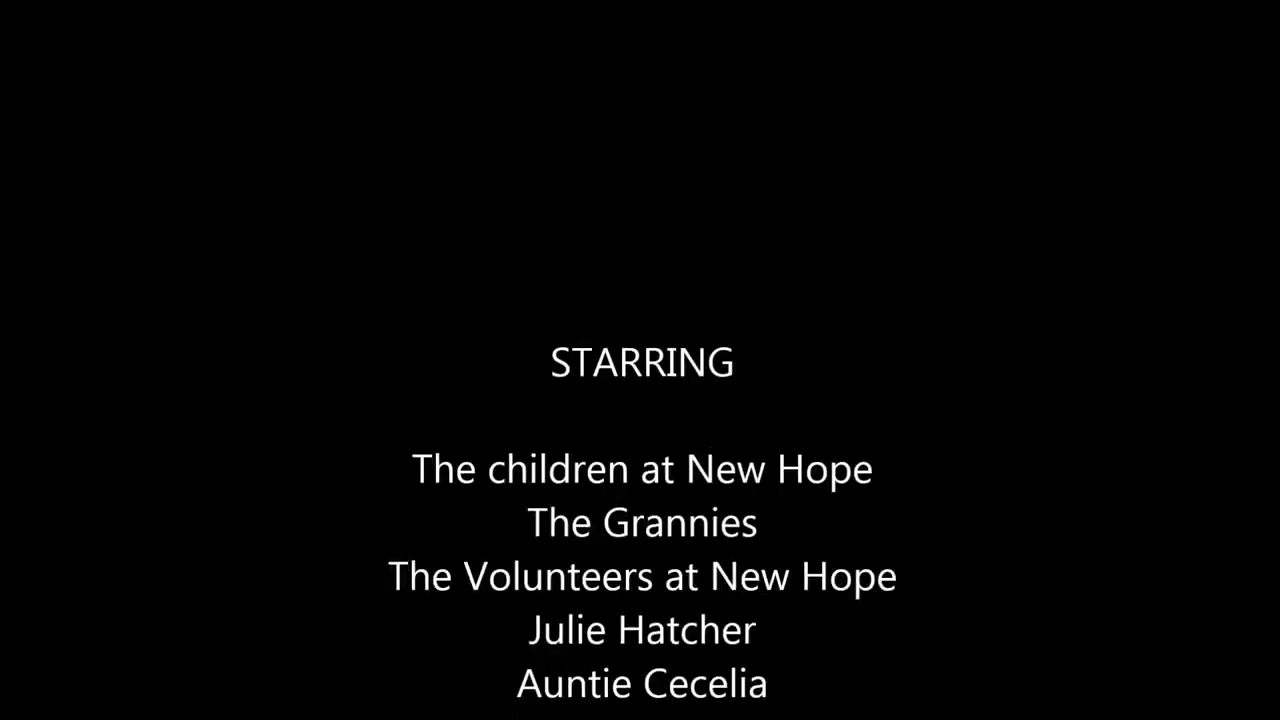 STARRING
The children at New Hope
The Grannies
The Volunteers at New Hope
Julie Hatcher
Auntie Cecelia